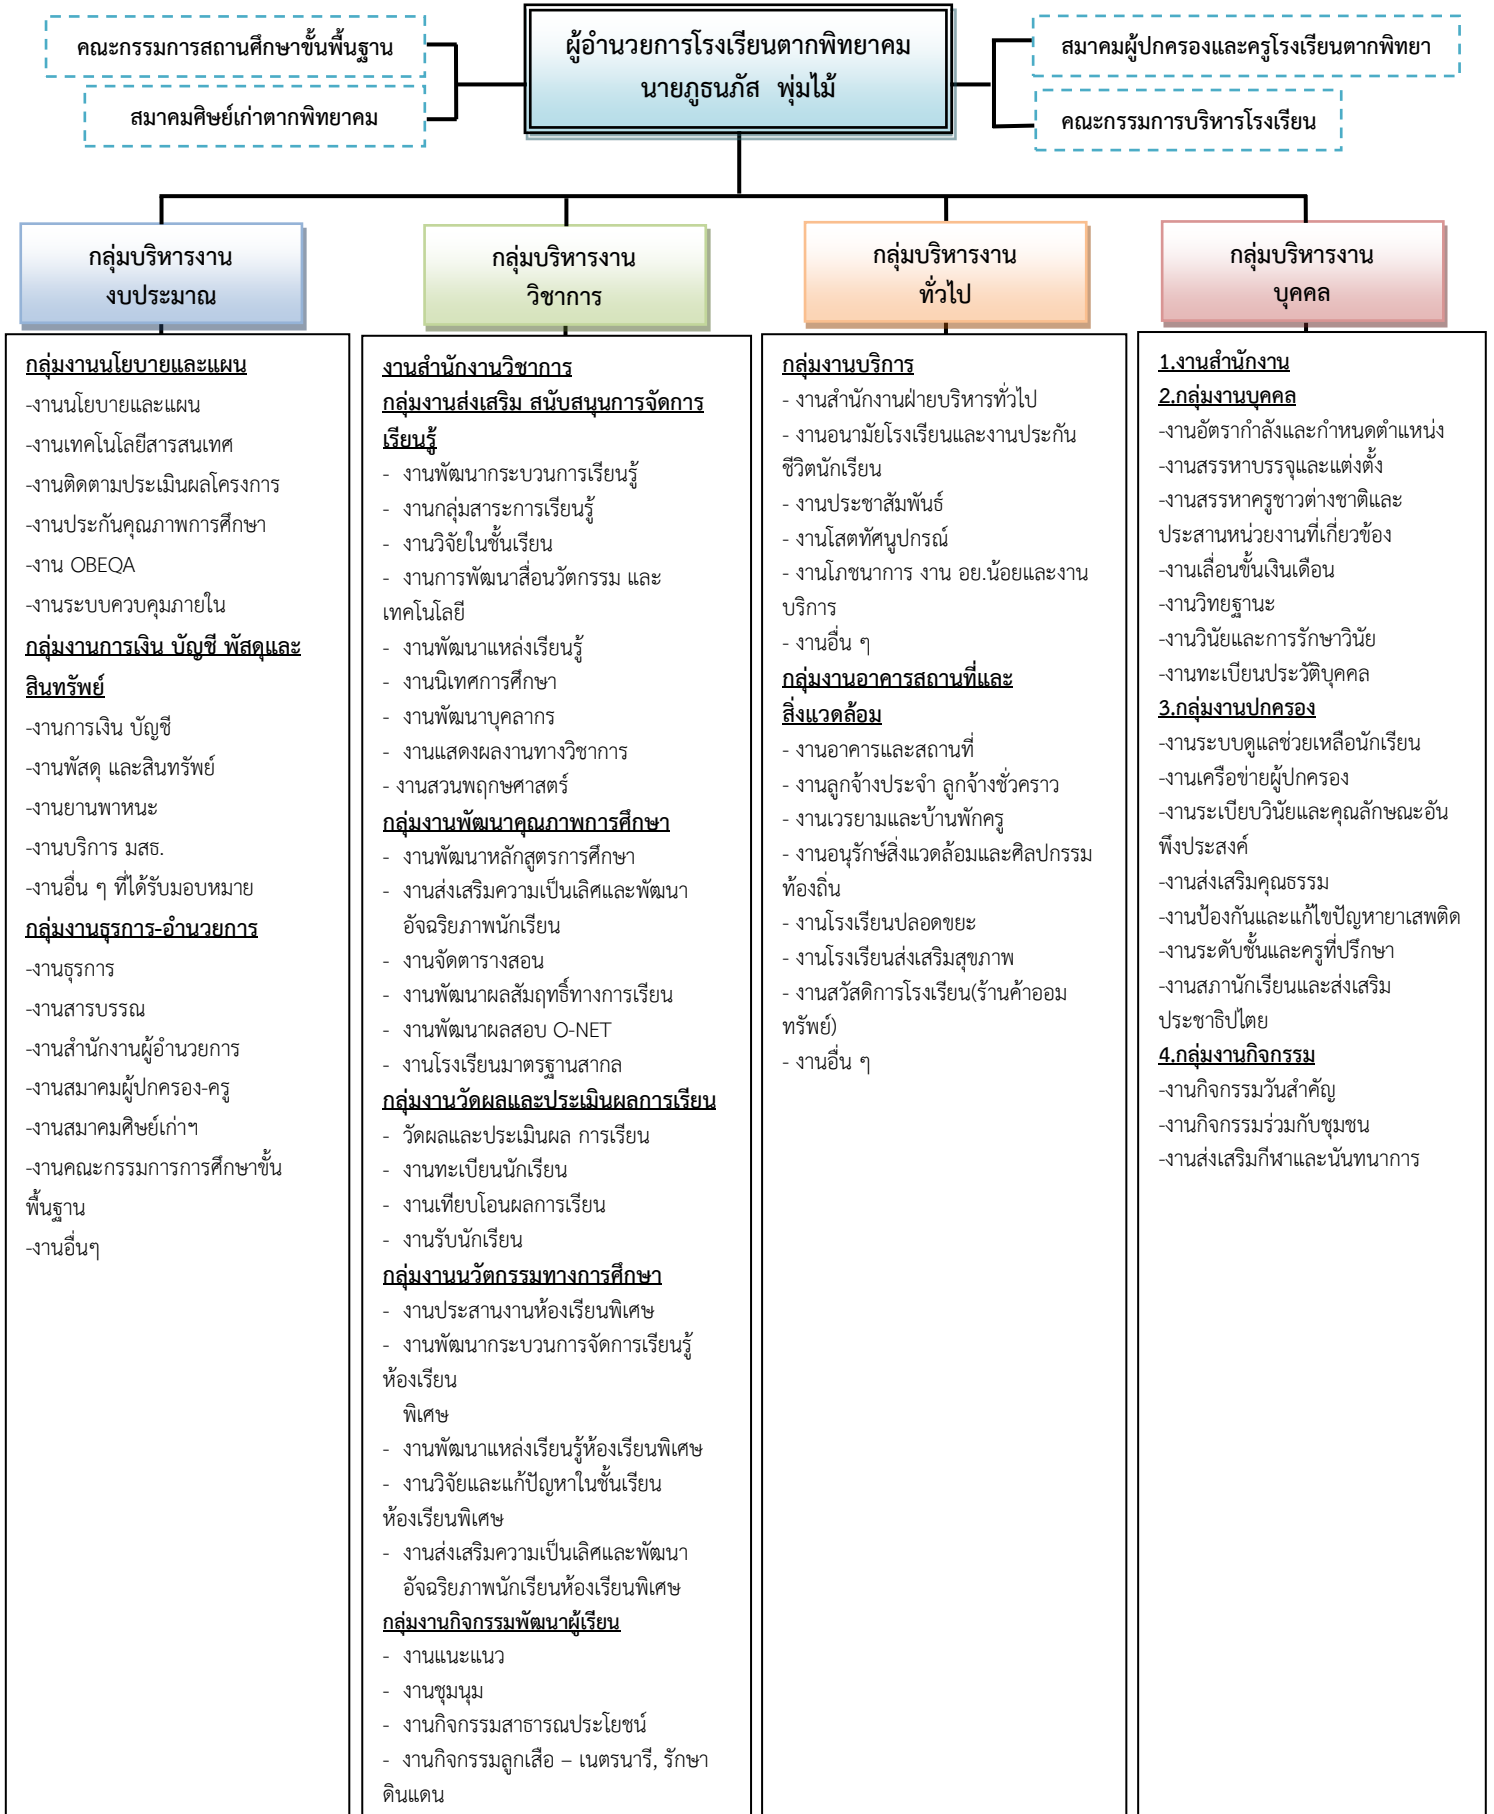 คณะกรรมการสถานศึกษาขั้นพื้นฐาน
สมาคมศิษย์เก่าตากพิทยาคม
ผู้อำนวยการโรงเรียนตากพิทยาคม
นายภูธนภัส  พุ่มไม้
สมาคมผู้ปกครองและครูโรงเรียนตากพิทยา
คณะกรรมการบริหารโรงเรียน
กลุ่มบริหารงาน
งบประมาณ
กลุ่มบริหารงาน
วิชาการ
กลุ่มบริหารงาน
ทั่วไป
กลุ่มบริหารงาน
บุคคล
กลุ่มงานนโยบายและแผน
-งานนโยบายและแผน
-งานเทคโนโลยีสารสนเทศ
-งานติดตามประเมินผลโครงการ
-งานประกันคุณภาพการศึกษา
-งาน OBEQA
-งานระบบควบคุมภายใน
กลุ่มงานการเงิน บัญชี พัสดุและ
สินทรัพย์
-งานการเงิน บัญชี
-งานพัสดุ และสินทรัพย์
-งานยานพาหนะ
-งานบริการ มสธ.
-งานอื่น ๆ ที่ได้รับมอบหมาย
กลุ่มงานธุรการ-อำนวยการ
-งานธุรการ
-งานสารบรรณ
-งานสำนักงานผู้อำนวยการ
-งานสมาคมผู้ปกครอง-ครู
-งานสมาคมศิษย์เก่าฯ
-งานคณะกรรมการการศึกษาขั้น
พื้นฐาน
-งานอื่นๆ
งานสำนักงานวิชาการ
กลุ่มงานส่งเสริม สนับสนุนการจัดการ
เรียนรู้
- งานพัฒนากระบวนการเรียนรู้
- งานกลุ่มสาระการเรียนรู้
- งานวิจัยในชั้นเรียน
- งานการพัฒนาสื่อนวัตกรรม และ
เทคโนโลยี
- งานพัฒนาแหล่งเรียนรู้
- งานนิเทศการศึกษา
- งานพัฒนาบุคลากร
- งานแสดงผลงานทางวิชาการ
- งานสวนพฤกษศาสตร์
กลุ่มงานพัฒนาคุณภาพการศึกษา
- งานพัฒนาหลักสูตรการศึกษา
- งานส่งเสริมความเป็นเลิศและพัฒนา
อัจฉริยภาพนักเรียน
- งานจัดตารางสอน
- งานพัฒนาผลสัมฤทธิ์ทางการเรียน
- งานพัฒนาผลสอบ O-NET
- งานโรงเรียนมาตรฐานสากล
กลุ่มงานวัดผลและประเมินผลการเรียน
- วัดผลและประเมินผล การเรียน
- งานทะเบียนนักเรียน
- งานเทียบโอนผลการเรียน
- งานรับนักเรียน
กลุ่มงานนวัตกรรมทางการศึกษา
- งานประสานงานห้องเรียนพิเศษ
- งานพัฒนากระบวนการจัดการเรียนรู้
ห้องเรียน
พิเศษ
- งานพัฒนาแหล่งเรียนรู้ห้องเรียนพิเศษ
- งานวิจัยและแก้ปัญหาในชั้นเรียน
ห้องเรียนพิเศษ
- งานส่งเสริมความเป็นเลิศและพัฒนา
อัจฉริยภาพนักเรียนห้องเรียนพิเศษ
กลุ่มงานกิจกรรมพัฒนาผู้เรียน
- งานแนะแนว
- งานชุมนุม
- งานกิจกรรมสาธารณประโยชน์
- งานกิจกรรมลูกเสือ – เนตรนารี, รักษา
ดินแดน
กลุ่มงานบริการ
- งานสำนักงานฝ่ายบริหารทั่วไป
- งานอนามัยโรงเรียนและงานประกัน
ชีวิตนักเรียน
- งานประชาสัมพันธ์
- งานโสตทัศนูปกรณ์
- งานโภชนาการ งาน อย.น้อยและงาน
บริการ
- งานอื่น ๆ
กลุ่มงานอาคารสถานที่และ
สิ่งแวดล้อม
- งานอาคารและสถานที่
- งานลูกจ้างประจำ ลูกจ้างชั่วคราว
- งานเวรยามและบ้านพักครู
- งานอนุรักษ์สิ่งแวดล้อมและศิลปกรรม
ท้องถิ่น
- งานโรงเรียนปลอดขยะ
- งานโรงเรียนส่งเสริมสุขภาพ
- งานสวัสดิการโรงเรียน(ร้านค้าออม
ทรัพย์)
- งานอื่น ๆ
1.งานสำนักงาน
2.กลุ่มงานบุคคล
-งานอัตรากำลังและกำหนดตำแหน่ง
-งานสรรหาบรรจุและแต่งตั้ง
-งานสรรหาครูชาวต่างชาติและ
ประสานหน่วยงานที่เกี่ยวข้อง
-งานเลื่อนขั้นเงินเดือน
-งานวิทยฐานะ
-งานวินัยและการรักษาวินัย
-งานทะเบียนประวัติบุคคล
3.กลุ่มงานปกครอง
-งานระบบดูแลช่วยเหลือนักเรียน
-งานเครือข่ายผู้ปกครอง
-งานระเบียบวินัยและคุณลักษณะอัน
พึงประสงค์
-งานส่งเสริมคุณธรรม
-งานป้องกันและแก้ไขปัญหายาเสพติด
-งานระดับชั้นและครูที่ปรึกษา
-งานสภานักเรียนและส่งเสริม
ประชาธิปไตย
4.กลุ่มงานกิจกรรม
-งานกิจกรรมวันสำคัญ
-งานกิจกรรมร่วมกับชุมชน
-งานส่งเสริมกีฬาและนันทนาการ